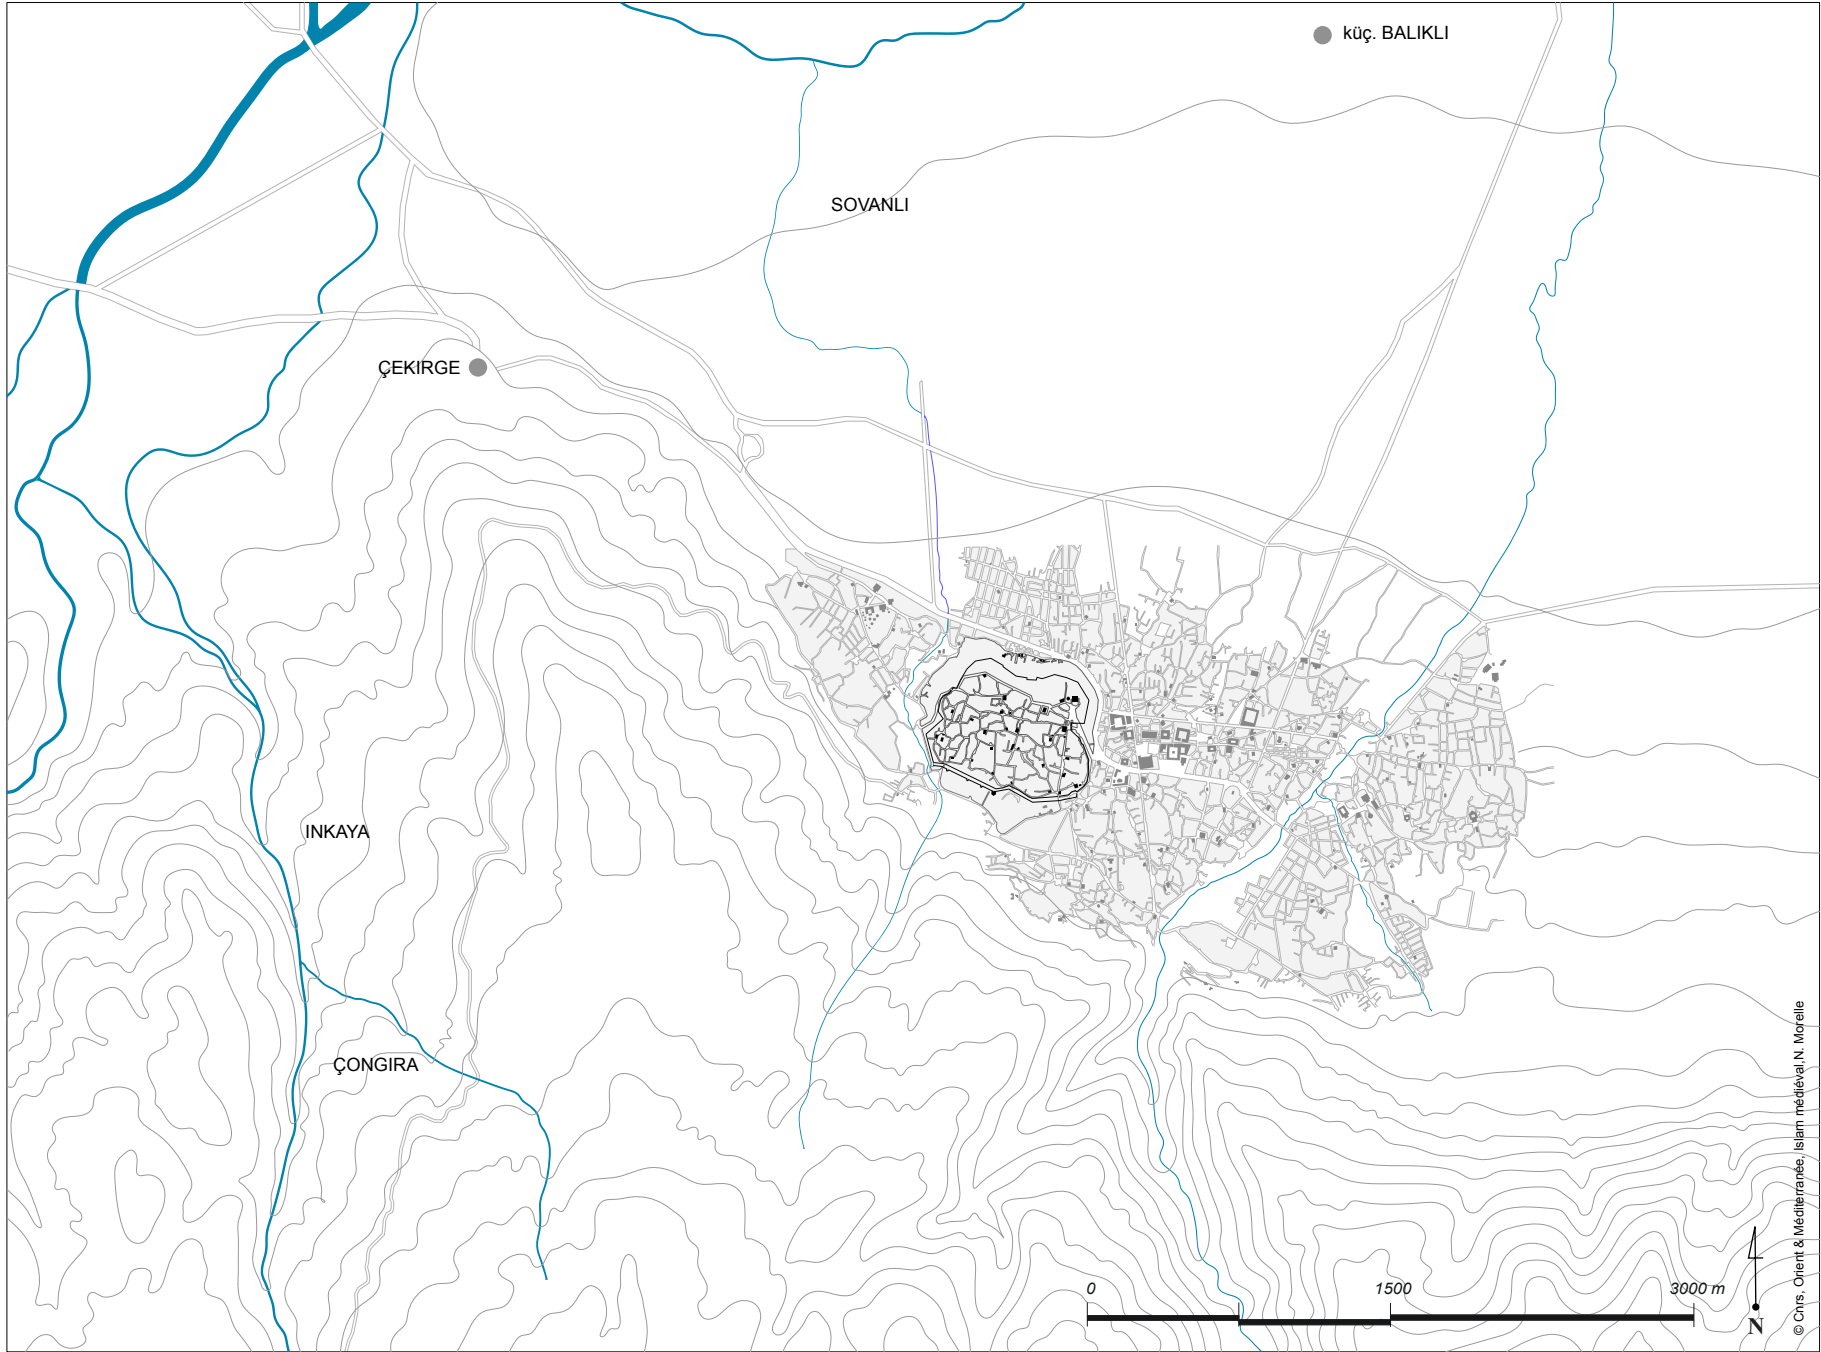 küç. BALIKLI
SOVANLI
ÇEKIRGE
INKAYA
ÇONGIRA
0 1500 3000 m
N
© Cnrs, Orient & Méditerranée, Islam médiéval,N. Morelle